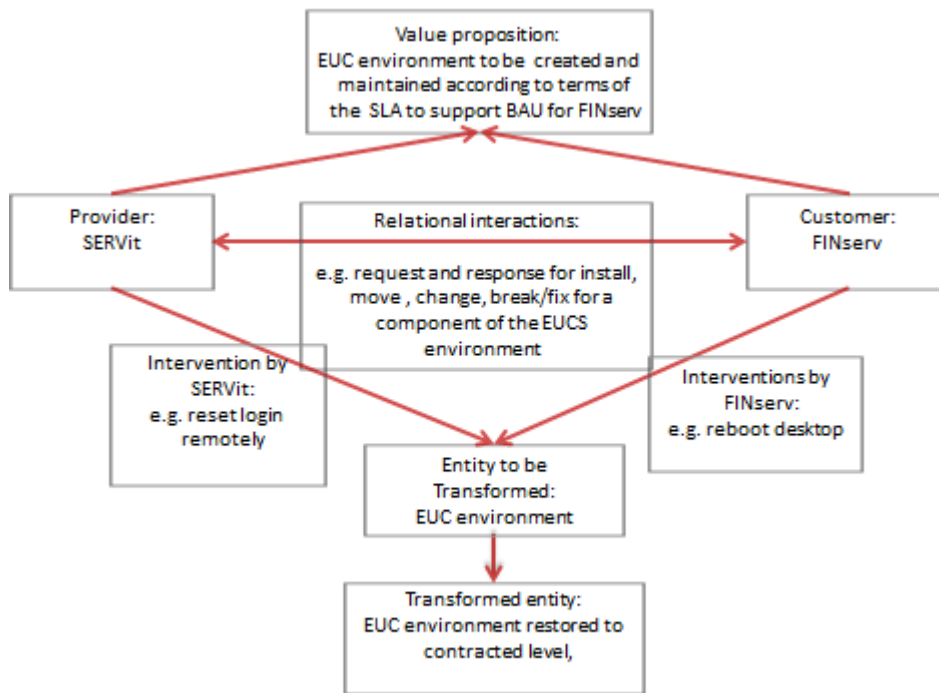 Value proposition:
EUC environment to be created and
maintained according to terms of
the SLA to support BAU for FINserv
Provider:
SERVit
Relational interactions:
e.g. request and response for install,
move , change, break/fix for a
component of the EUCS
environment
Customer:
FINserv
Intervention by
SERVit:
e.g. reset login
remotely
Interventions by
FINserv:
e.g. reboot desktop
Entity to be
Transformed:
EUC environment
Transformed entity:
EUC environment restored to
contracted level,